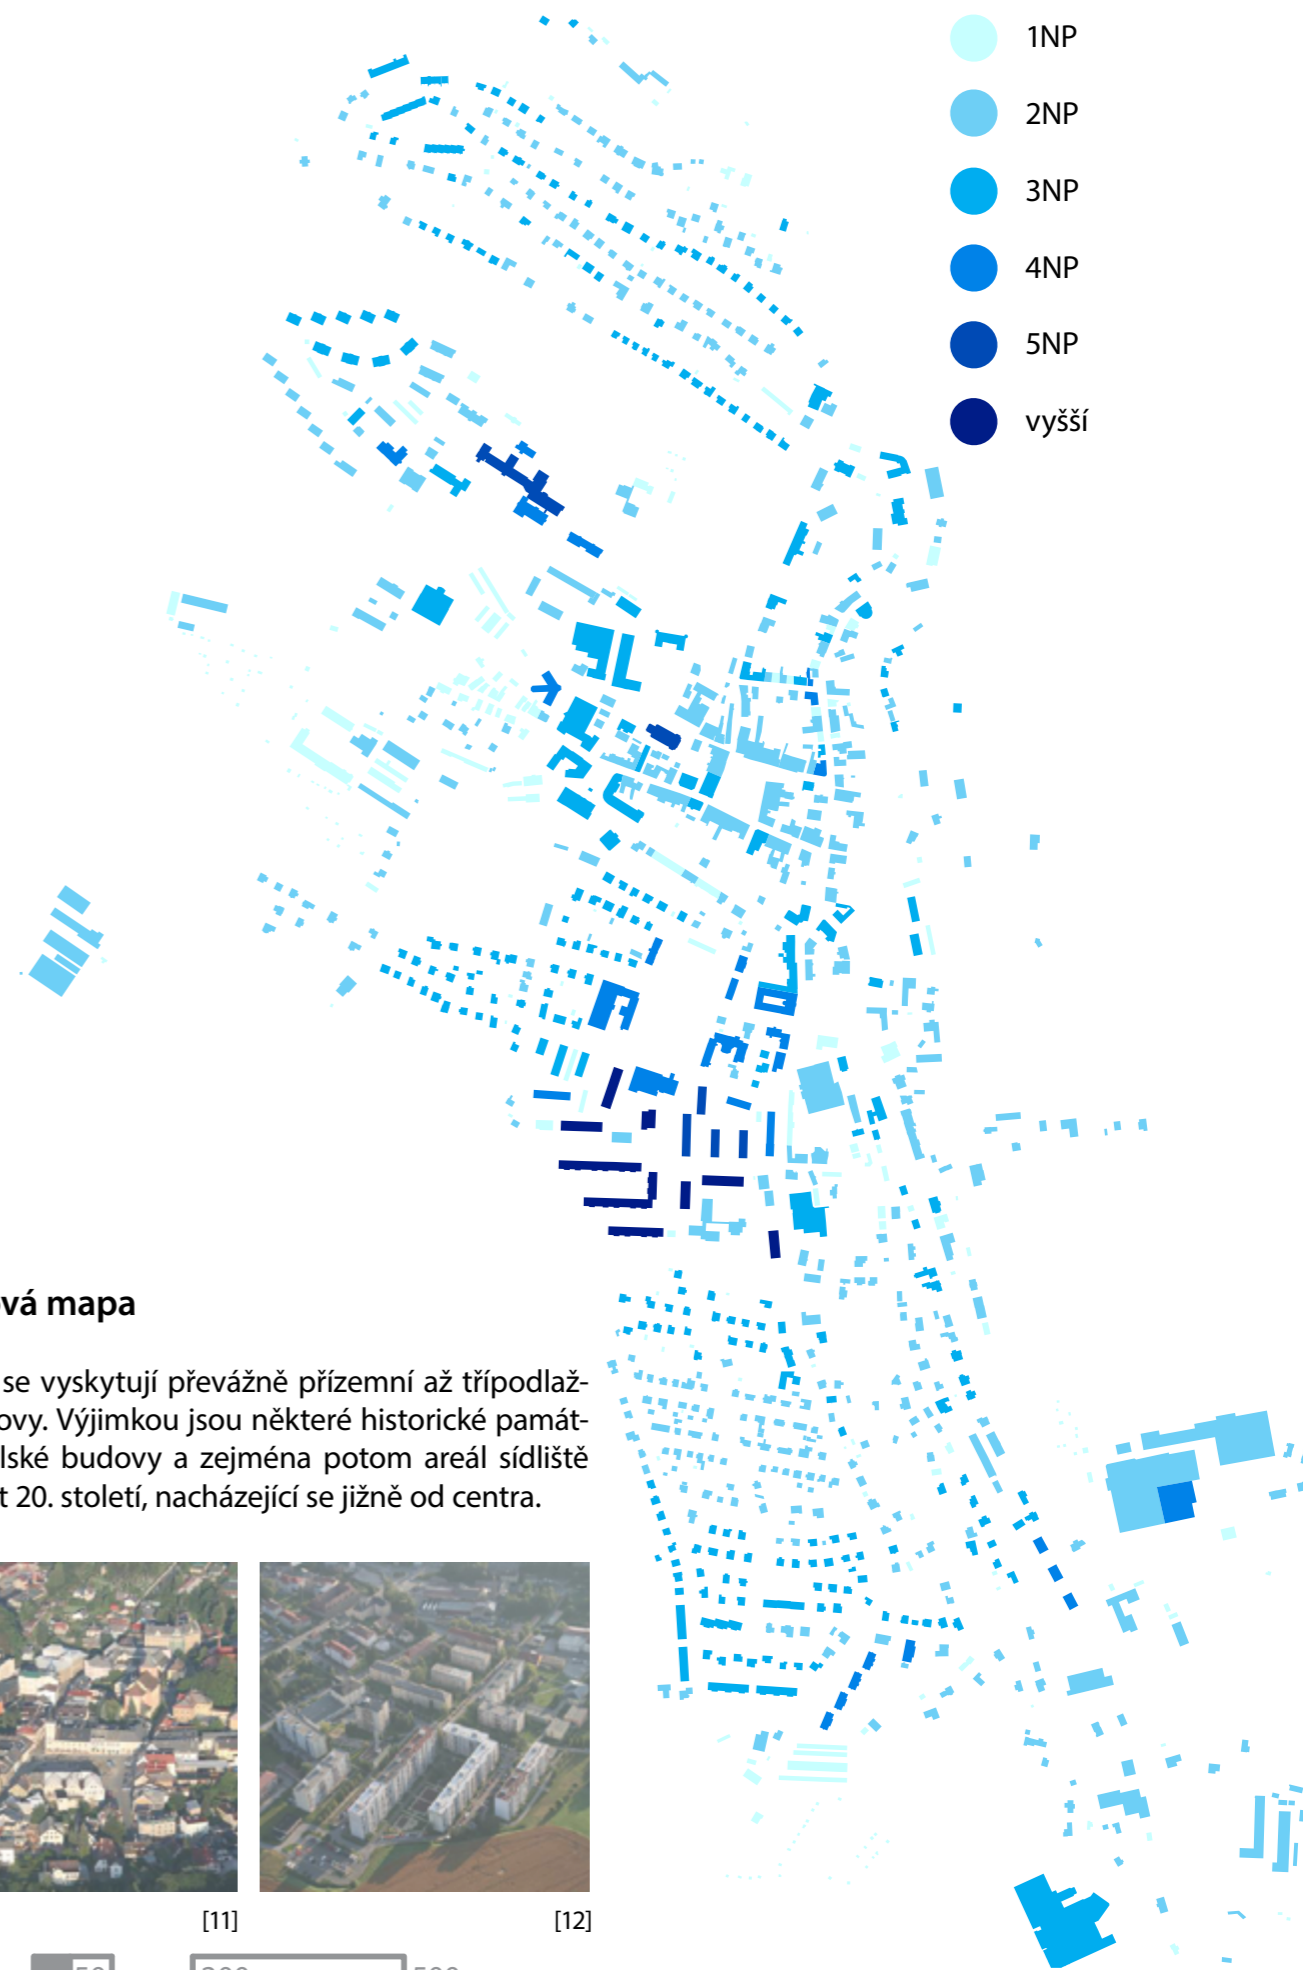 1NP
2NP
3NP
4NP
5NP
vyšší
vá mapa
se vyskytují převážně přízemní až třípodlaž-
ovy. Výjimkou jsou některé historické památ-
lské budovy a zejména potom areál sídliště
t 20. století, nacházející se jižně od centra.
[11]
[12]